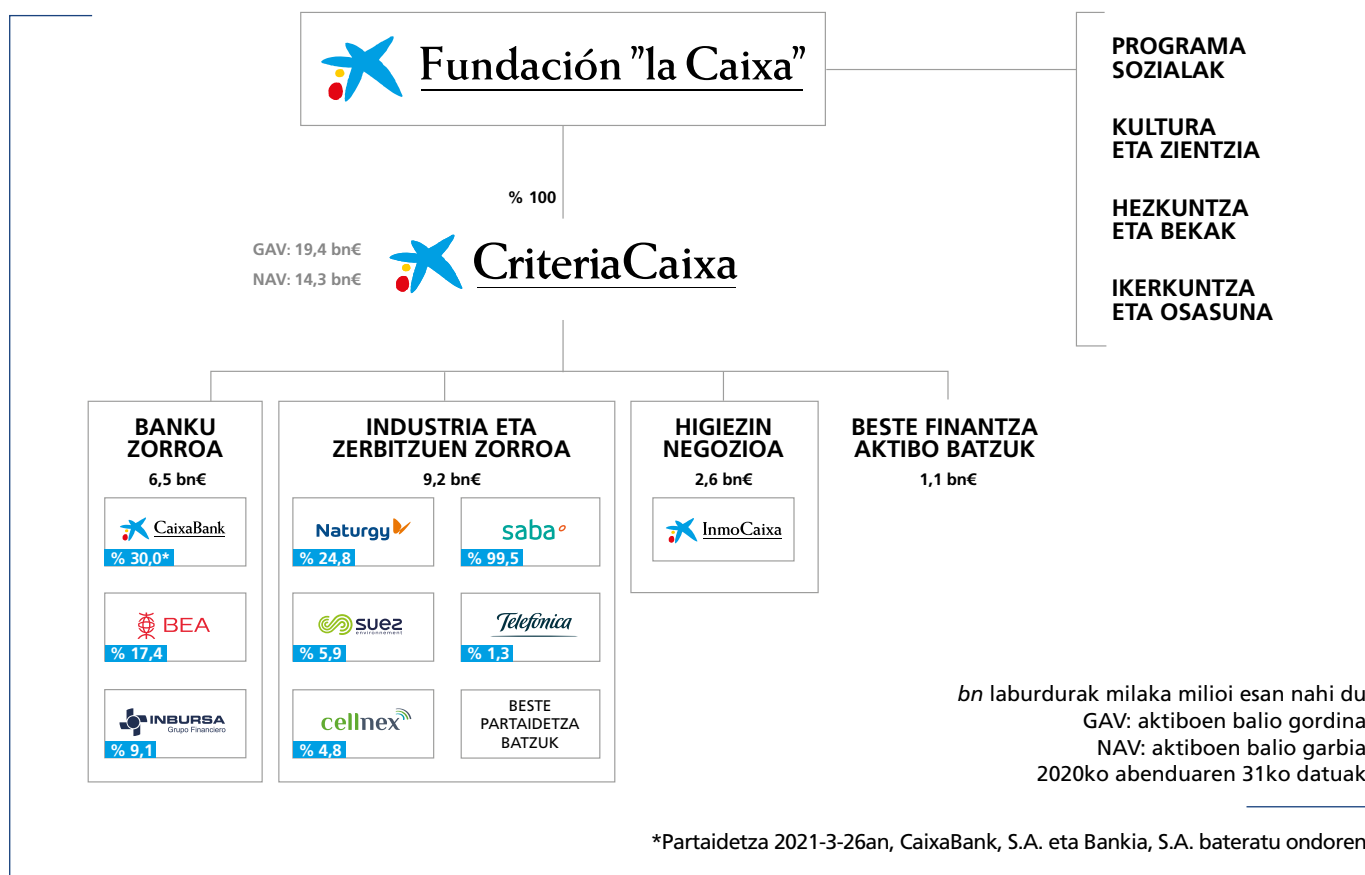 Fundación "la Caixa"
PROGRAMA
SOZIALAK
KULTURA
ETA ZIENTZIA
HEZKUNTZA
ETA BEKAK
IKERKUNTZA
ETA OSASUNA
% 100
GAV: 19,4 bn€
NAV: 14,3 bn€
CriteriaCaixa
BANKU
ZORROA
6,5 bn€
CaixaBank
% 30,0*
BEA
% 17,4
INBURSA
Grupo Financiero
% 9,1
INDUSTRIA ETA
ZERBITZUEN ZORROA
9,2 bn€
Naturgy
% 24,8
saba
% 99,5
suez
environnement
% 5,9
Telefónica
% 1,3
cellnex
% 4,8
BESTE
PARTAIDETZA
BATZUK
HIGIEZIN
NEGOZIOA
2,6 bn€
InmoCaixa
BESTE FINANTZA
AKTIBO BATZUK
1,1 bn€
bn laburdurak milaka milioi esan nahi du
GAV: aktiboen balio gordina
NAV: aktiboen balio garbia
2020ko abenduaren 31ko datuak
*Partaidetza 2021-3-26an, CaixaBank, S.A. eta Bankia, S.A. bateratu ondoren